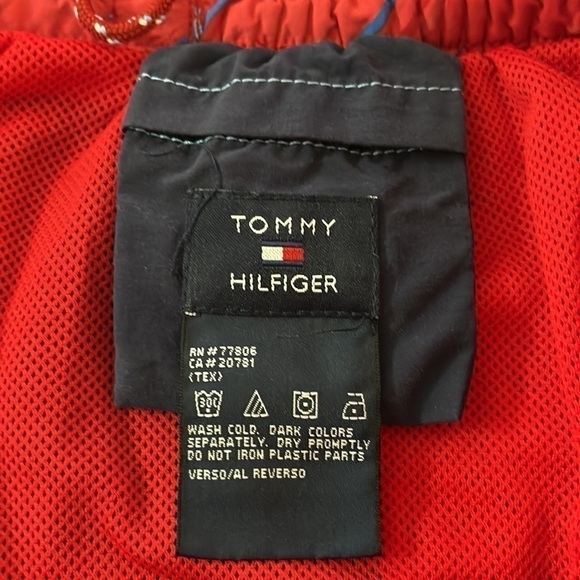 TOMMY
HILFIGER
RN#77806
CA#20781
(TEX)
30
WASH COLD. DARK COLORS
SEPARATELY. DRY PROMPTLY
DO NOT IRON PLASTIC PARTS
VERSO/AL REVERSO